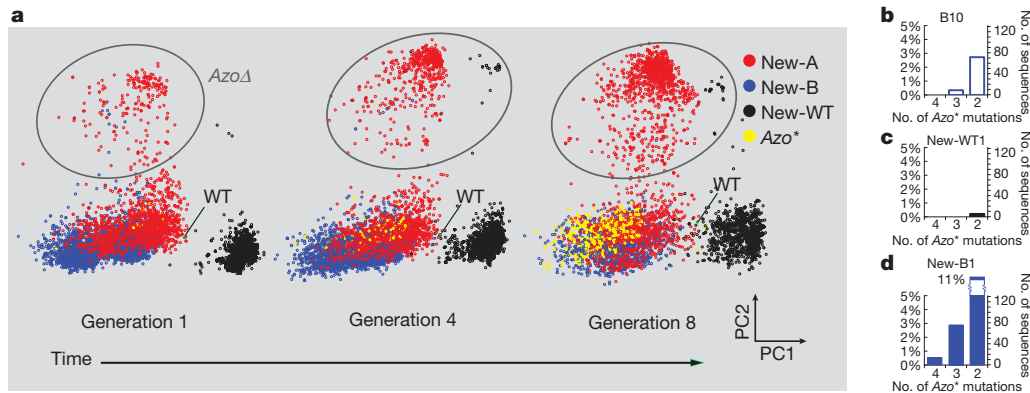 a
AzoΔ
New-A
New-B
New-WT
Azo*
WT
WT
WT
Generation 1
Generation 4
Generation 8
PC2
PC1
Time
b
B10
5%
4%
3%
2%
1%
0%
120
80
40
0
No. of sequences
4 3 2
No. of Azo* mutations
c
New-WT1
5%
4%
3%
2%
1%
0%
120
80
40
0
No. of sequences
4 3 2
No. of Azo* mutations
d
New-B1
11%
5%
4%
3%
2%
1%
0%
120
80
40
0
No. of sequences
4 3 2
No. of Azo* mutations